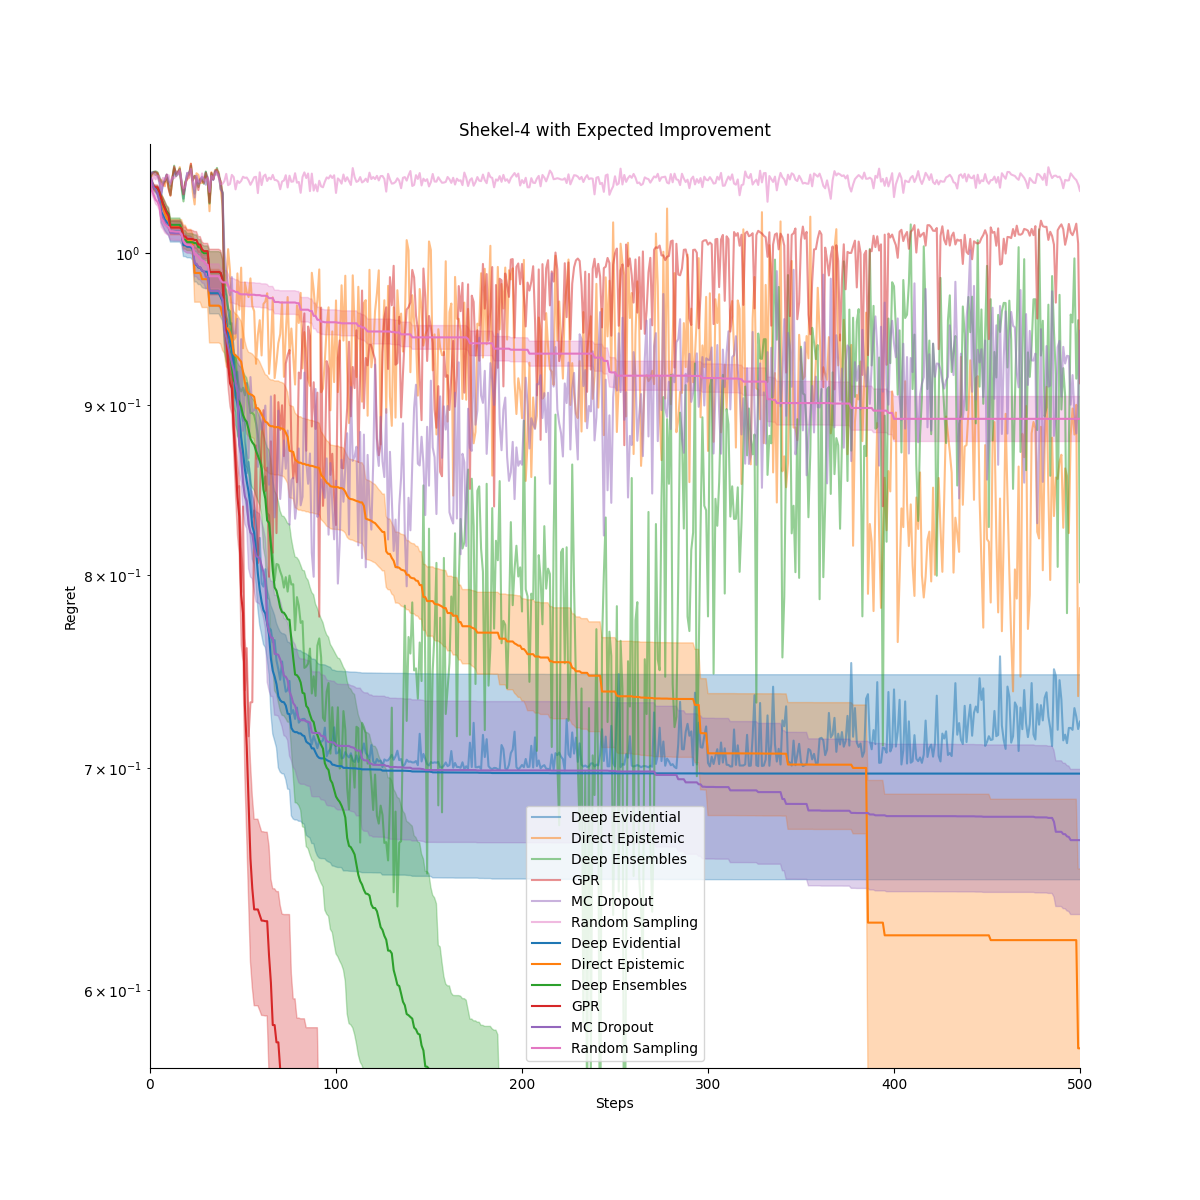 Shekel-4 with Expected Improvement
10⁰
9 × 10⁻¹
8 × 10⁻¹
7 × 10⁻¹
6 × 10⁻¹
Regret
Deep Evidential
Direct Epistemic
Deep Ensembles
GPR
MC Dropout
Random Sampling
Deep Evidential
Direct Epistemic
Deep Ensembles
GPR
MC Dropout
Random Sampling
0 100 200 300 400 500
Steps